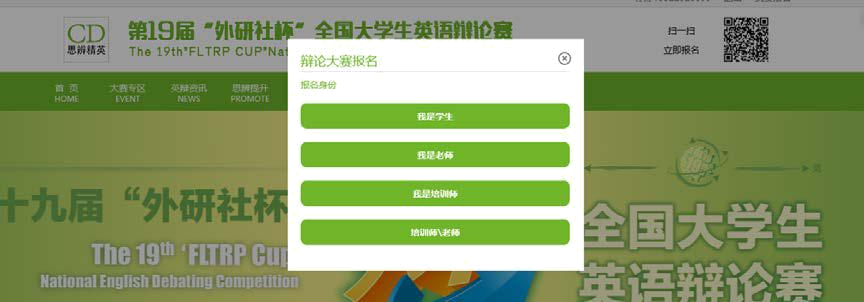 CD
思辨精英
第19届“外研社杯”全国大学生英语辩论赛
The 19th"FLTRP CUP"Nat
扫一扫
立即报名
首 页
HOME
大赛专区
EVENT
英辩资讯
NEWS
思辨提升
PROMOTE
辩论大赛报名
报名身份
我是学生
我是老师
我是培训师
培训师\老师
十九届“外研社杯
The 19th ‘FLTRP Cup
National English Debating Competition
全国大学生
英语辩论赛